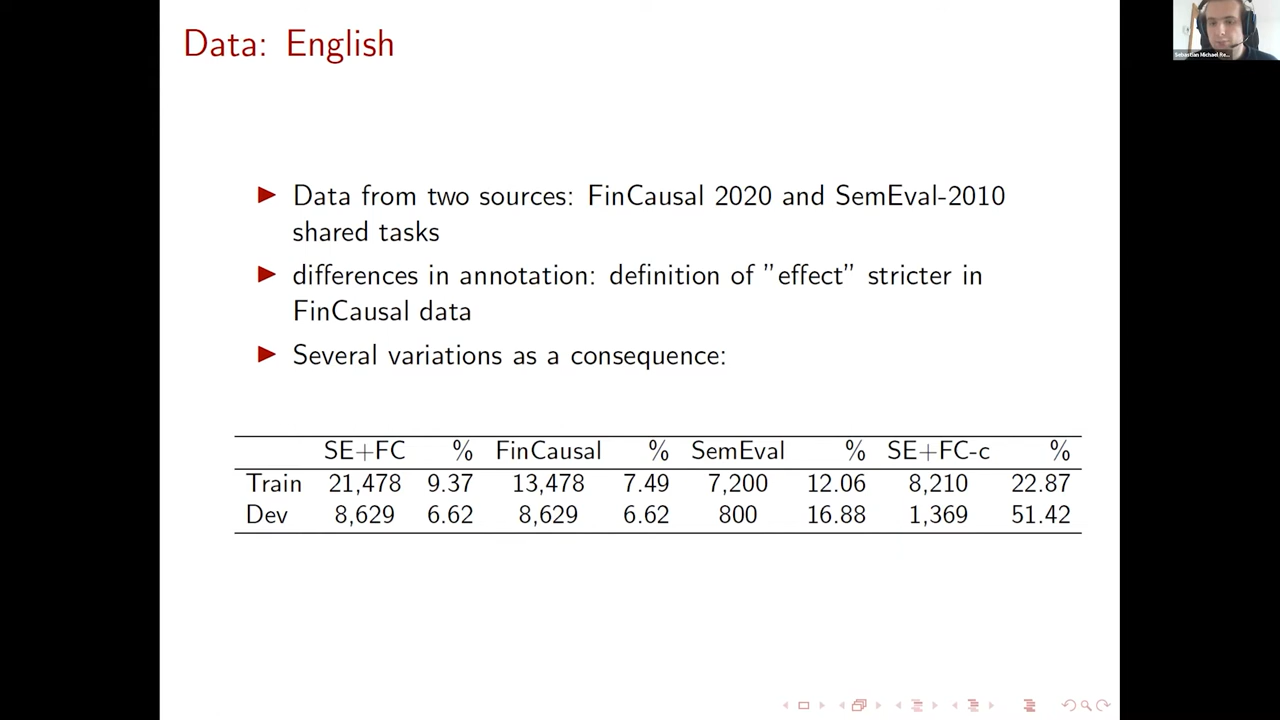 Data: English
Sebastian Michael Re...
Data from two sources: FinCausal 2020 and SemEval-2010
shared tasks
differences in annotation: definition of ”effect” stricter in
FinCausal data
Several variations as a consequence:
SE+FC % FinCausal % SemEval % SE+FC-c %
Train 21,478 9.37 13,478 7.49 7,200 12.06 8,210 22.87
Dev 8,629 6.62 8,629 6.62 800 16.88 1,369 51.42